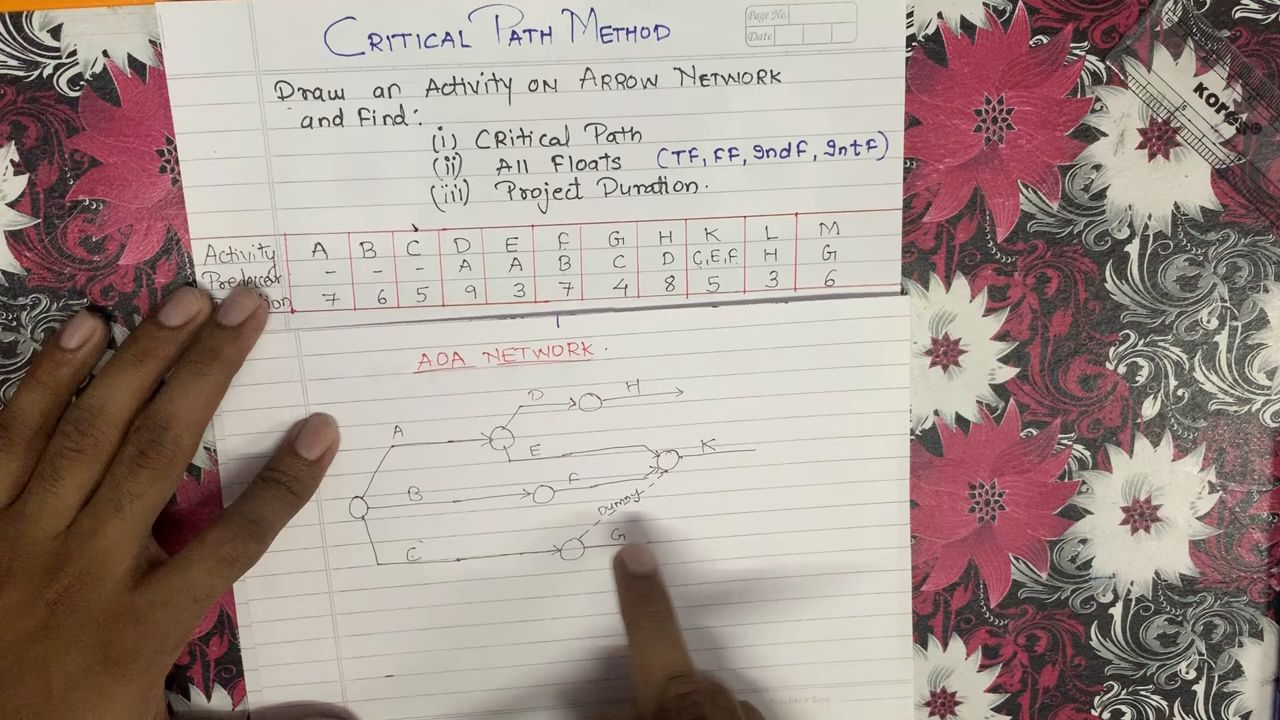 CRITICAL PATH METHOD
Page No.
Date
Draw an Activity on ARROW NETWORK
and Find:
(i) CRitical Path
(ii) All Floats (TF, FF, IndF, IntF)
(iii) Project Duration.
Activity A B C D E F G H K L M
- - - A A B C D C,E,F H G
7 6 5 9 3 7 4 8 5 3 6
AOA NETWORK.
D H
A E K
B F
Dummy
C G
korex